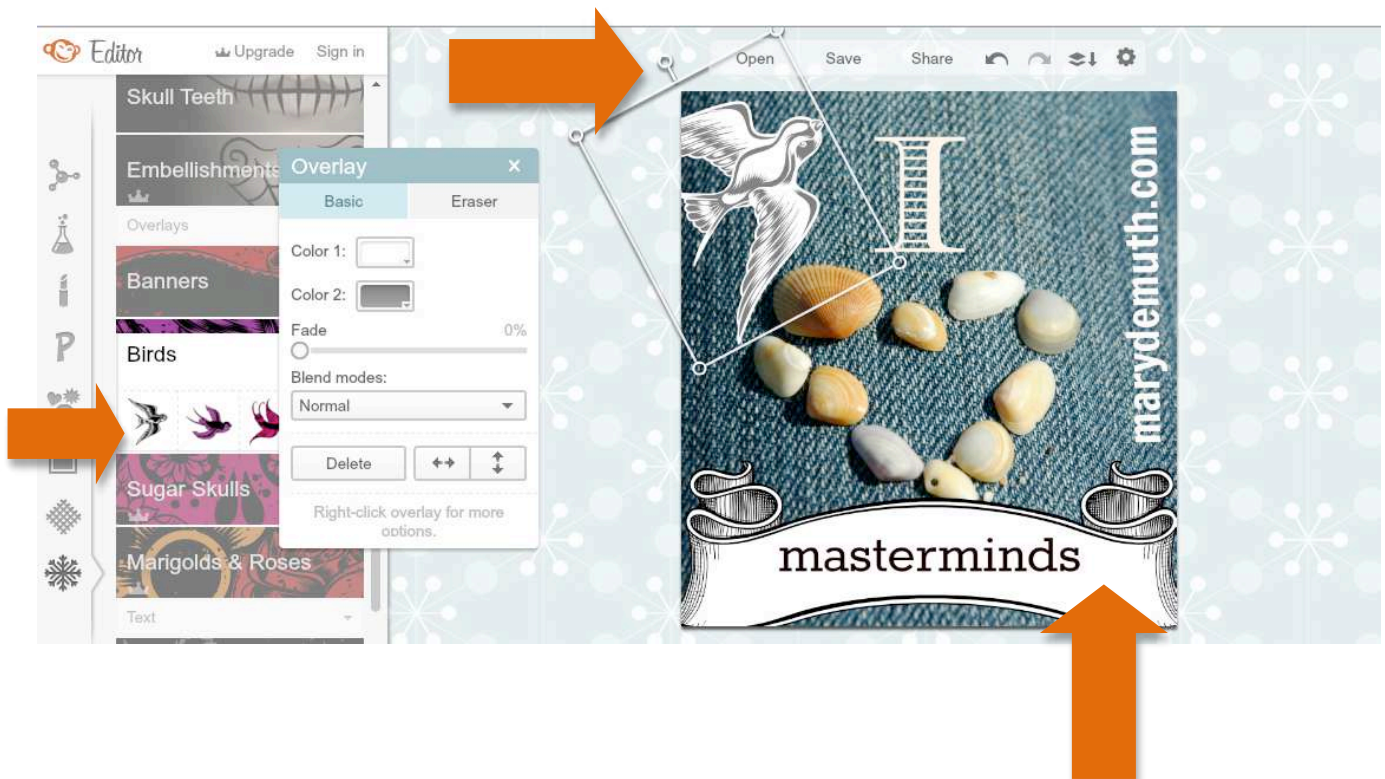 Editor
Upgrade Sign in
Skull Teeth
Embellishments
Overlays
Banners
Birds
Sugar Skulls
Marigolds & Roses
Text
Overlay x
Basic Eraser
Color 1:
Color 2:
Fade 0%
Blend modes:
Normal
Delete
Right-click overlay for more
options.
Open Save Share
I
marydemuth.com
masterminds